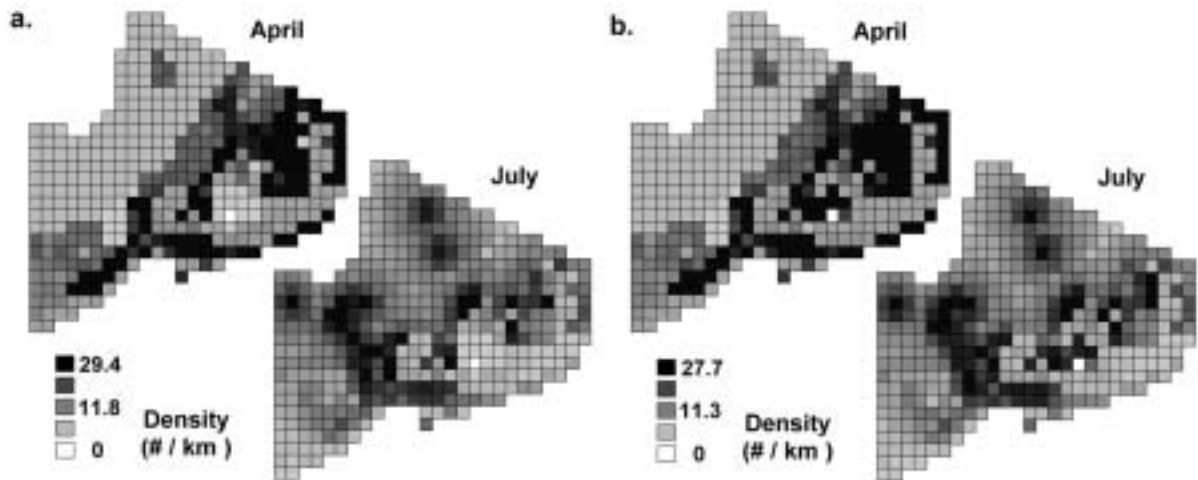 a.
April
July
29.4
11.8
0
Density
(# / km )
b.
April
July
27.7
11.3
0
Density
(# / km )